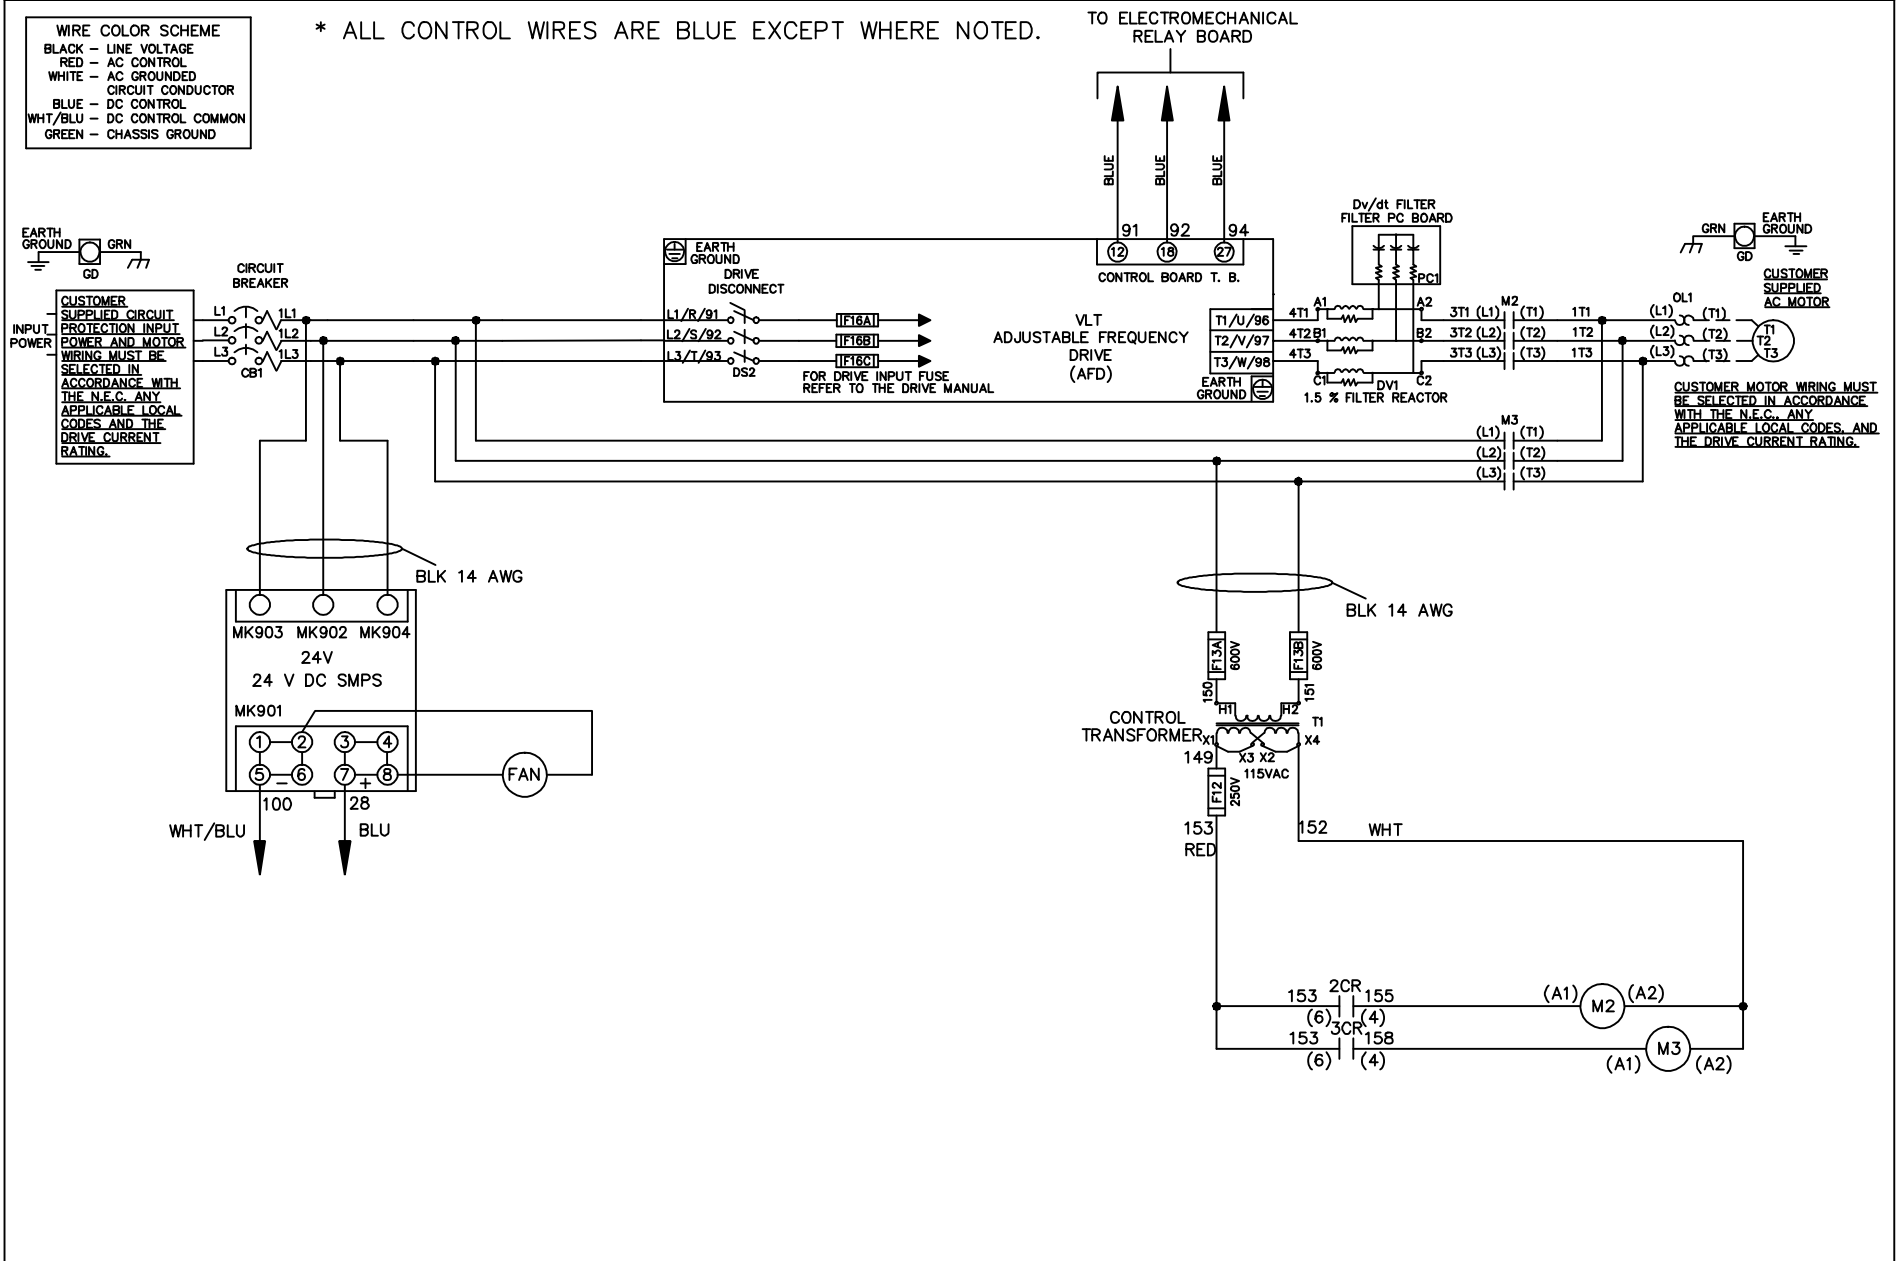 WIRE COLOR SCHEME
BLACK – LINE VOLTAGE
RED – AC CONTROL
WHITE – AC GROUNDED
CIRCUIT CONDUCTOR
BLUE – DC CONTROL
WHT/BLU – DC CONTROL COMMON
GREEN – CHASSIS GROUND
* ALL CONTROL WIRES ARE BLUE EXCEPT WHERE NOTED.
TO ELECTROMECHANICAL
RELAY BOARD
BLUE
BLUE
BLUE
91 92 94
12 18 27
CONTROL BOARD T. B.
EARTH
GROUND
GRN
GD
CIRCUIT
BREAKER
INPUT
POWER
CUSTOMER
SUPPLIED CIRCUIT
PROTECTION INPUT
POWER AND MOTOR
WIRING MUST BE
SELECTED IN
ACCORDANCE WITH
THE N.E.C. ANY
APPLICABLE LOCAL
CODES AND THE
DRIVE CURRENT
RATING.
L1 1L1
L2 1L2
L3 1L3
CB1
EARTH
GROUND
DRIVE
DISCONNECT
L1/R/91
L2/S/92
L3/T/93
DS2
F16A
F16B
F16C
FOR DRIVE INPUT FUSE
REFER TO THE DRIVE MANUAL
VLT
ADJUSTABLE FREQUENCY
DRIVE
(AFD)
T1/U/96
T2/V/97
T3/W/98
EARTH
GROUND
Dv/dt FILTER
FILTER PC BOARD
PC1
4T1 A1 A2
4T2 B1 B2
4T3
C1 DV1 C2
1.5 % FILTER REACTOR
M2
3T1 (L1) (T1) 1T1
3T2 (L2) (T2) 1T2
3T3 (L3) (T3) 1T3
OL1
(L1) (T1)
(L2) (T2)
(L3) (T3)
T1
T2
T3
GRN
GD
EARTH
GROUND
CUSTOMER
SUPPLIED
AC MOTOR
CUSTOMER MOTOR WIRING MUST
BE SELECTED IN ACCORDANCE
WITH THE N.E.C., ANY
APPLICABLE LOCAL CODES, AND
THE DRIVE CURRENT RATING.
M3
(L1) (T1)
(L2) (T2)
(L3) (T3)
BLK 14 AWG
MK903 MK902 MK904
24V
24 V DC SMPS
MK901
1 2 3 4
5 – 6 7 + 8
FAN
100 28
WHT/BLU BLU
BLK 14 AWG
F13A 600V F13B 600V
150 151
H1 H2
T1
CONTROL
TRANSFORMER
X1 X4
149 X3 X2
115VAC
F12 250V
153 152 WHT
RED
2CR
153 155 (A1) M2 (A2)
(6) (4)
3CR
153 158 M3
(6) (4) (A1) (A2)